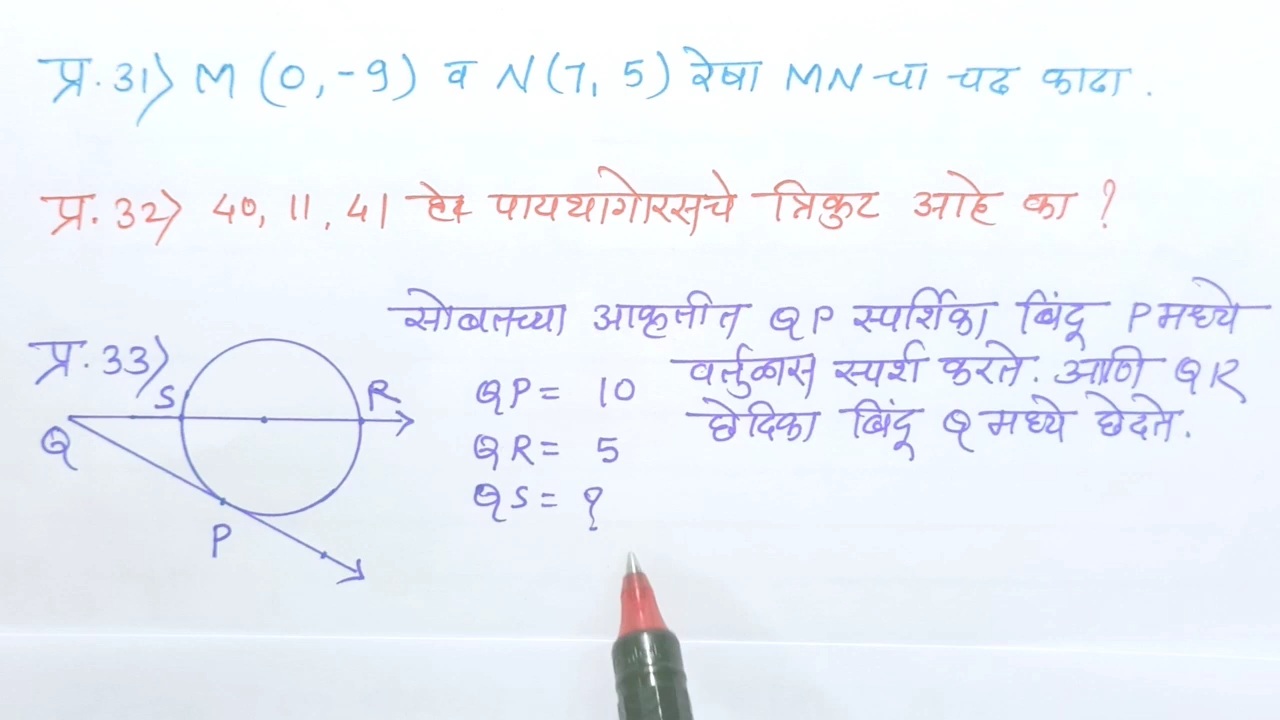 प्र. 31) M (0, -9) व N (7, 5) रेषा MN चा चढ काढा .
प्र. 32) 40, 11, 41 हे पायथागोरसचे त्रिकुट आहे का ?
सोबतच्या आकृतीत QP स्पर्शिका बिंदू P मध्ये
वर्तुळास स्पर्श करते. आणि QR
छेदिका बिंदू Q मध्ये छेदते.
प्र. 33)
QP = 10
QR = 5
QS = ?
S
R
Q
P